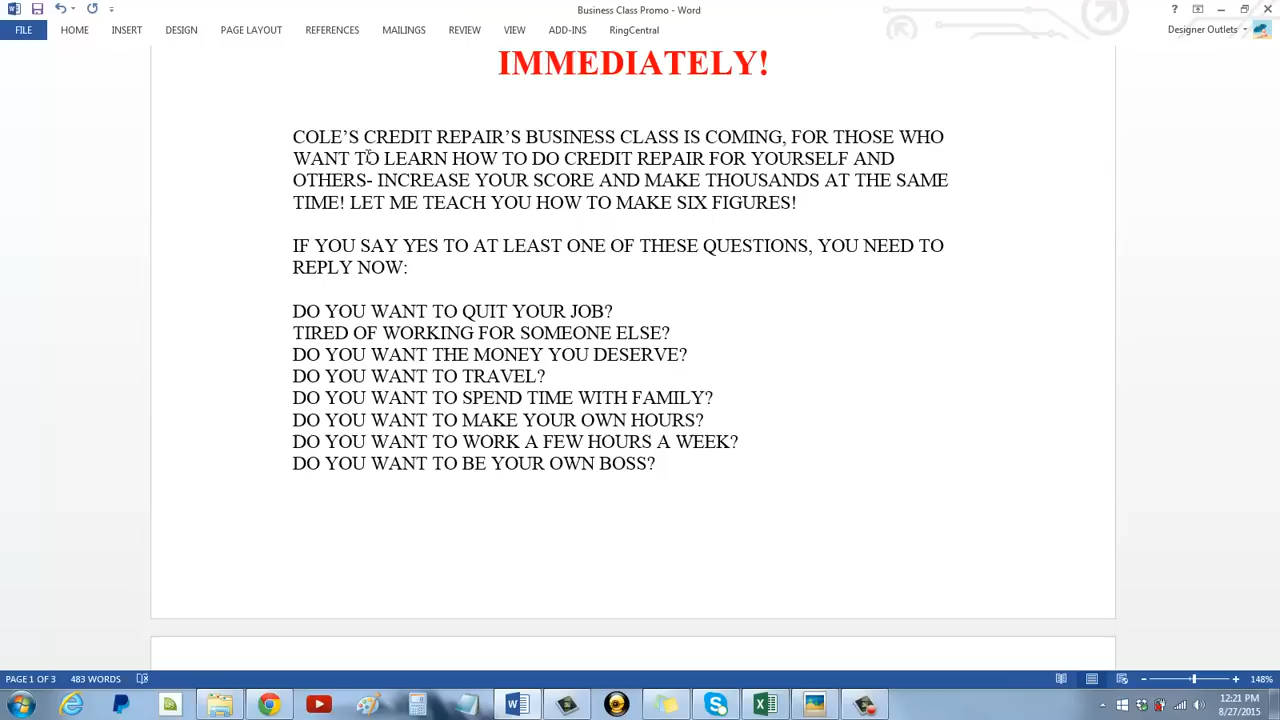 Business Class Promo - Word
FILE HOME INSERT DESIGN PAGE LAYOUT REFERENCES MAILINGS REVIEW VIEW ADD-INS RingCentral Designer Outlets
IMMEDIATELY!
COLE’S CREDIT REPAIR’S BUSINESS CLASS IS COMING, FOR THOSE WHO
WANT TO LEARN HOW TO DO CREDIT REPAIR FOR YOURSELF AND
OTHERS- INCREASE YOUR SCORE AND MAKE THOUSANDS AT THE SAME
TIME! LET ME TEACH YOU HOW TO MAKE SIX FIGURES!
IF YOU SAY YES TO AT LEAST ONE OF THESE QUESTIONS, YOU NEED TO
REPLY NOW:
DO YOU WANT TO QUIT YOUR JOB?
TIRED OF WORKING FOR SOMEONE ELSE?
DO YOU WANT THE MONEY YOU DESERVE?
DO YOU WANT TO TRAVEL?
DO YOU WANT TO SPEND TIME WITH FAMILY?
DO YOU WANT TO MAKE YOUR OWN HOURS?
DO YOU WANT TO WORK A FEW HOURS A WEEK?
DO YOU WANT TO BE YOUR OWN BOSS?
PAGE 1 OF 3 483 WORDS 148%
12:21 PM
8/27/2015